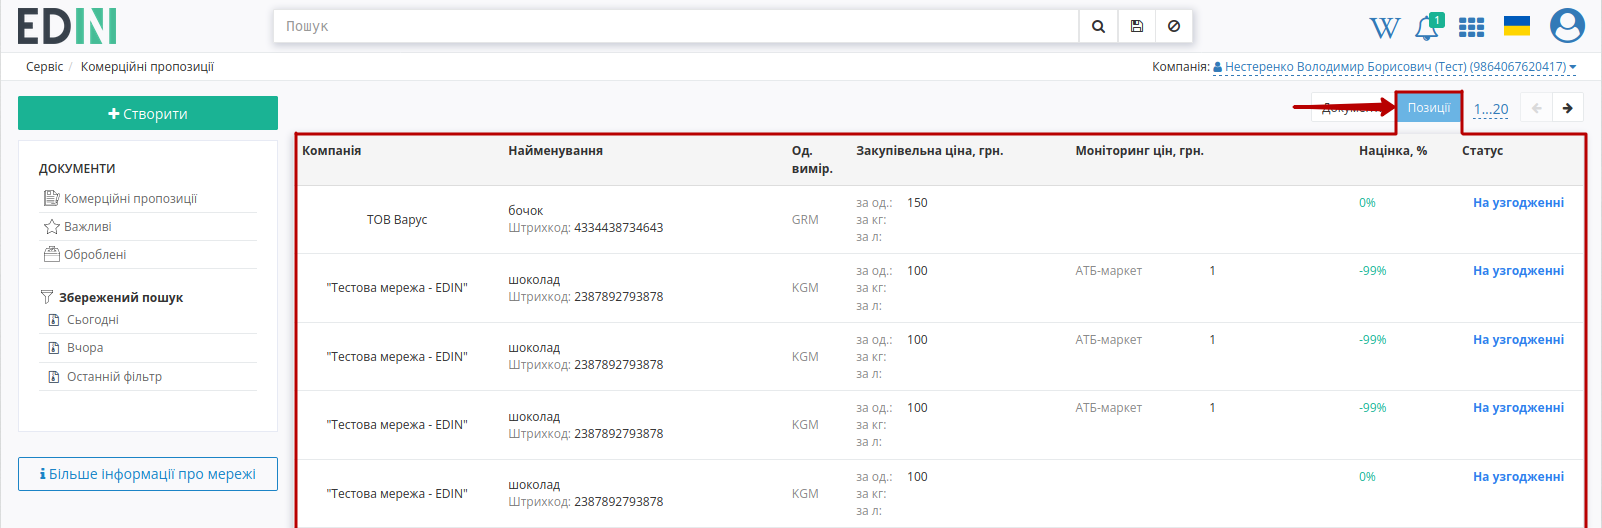 EDIN
Пошук
W
1
Сервіс / Комерційні пропозиції
Компанія: Нестеренко Володимир Борисович (Тест) (9864067620417)
+ Створити
Документи Позиції 1...20
ДОКУМЕНТИ
Комерційні пропозиції
Важливі
Оброблені
Збережений пошук
Сьогодні
Вчора
Останній фільтр
Більше інформації про мережі
Компанія Найменування Од. вимір. Закупівельна ціна, грн. Моніторинг цін, грн. Націнка, % Статус
ТОВ Варус
бочок
Штрихкод: 4334438734643
GRM
за од.: 150
за кг:
за л:
0%
На узгодженні
"Тестова мережа - EDIN"
шоколад
Штрихкод: 2387892793878
KGM
за од.: 100
за кг:
за л:
АТБ-маркет 1
-99%
На узгодженні
"Тестова мережа - EDIN"
шоколад
Штрихкод: 2387892793878
KGM
за од.: 100
за кг:
за л:
АТБ-маркет 1
-99%
На узгодженні
"Тестова мережа - EDIN"
шоколад
Штрихкод: 2387892793878
KGM
за од.: 100
за кг:
за л:
АТБ-маркет 1
-99%
На узгодженні
"Тестова мережа - EDIN"
шоколад
Штрихкод: 2387892793878
KGM
за од.: 100
за кг:
за л:
0%
На узгодженні